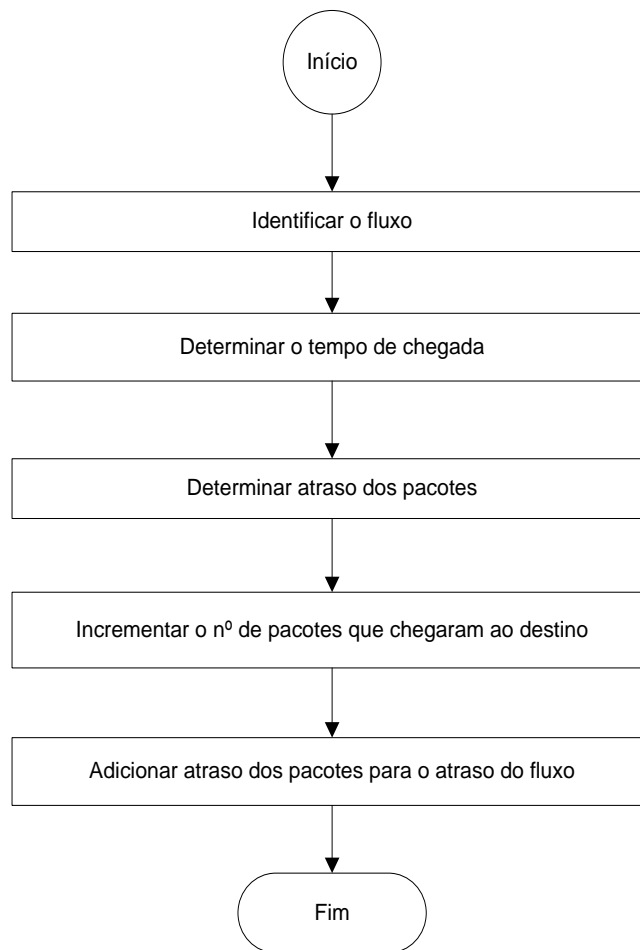 Início
Identificar o fluxo
Determinar o tempo de chegada
Determinar atraso dos pacotes
Incrementar o nº de pacotes que chegaram ao destino
Adicionar atraso dos pacotes para o atraso do fluxo
Fim